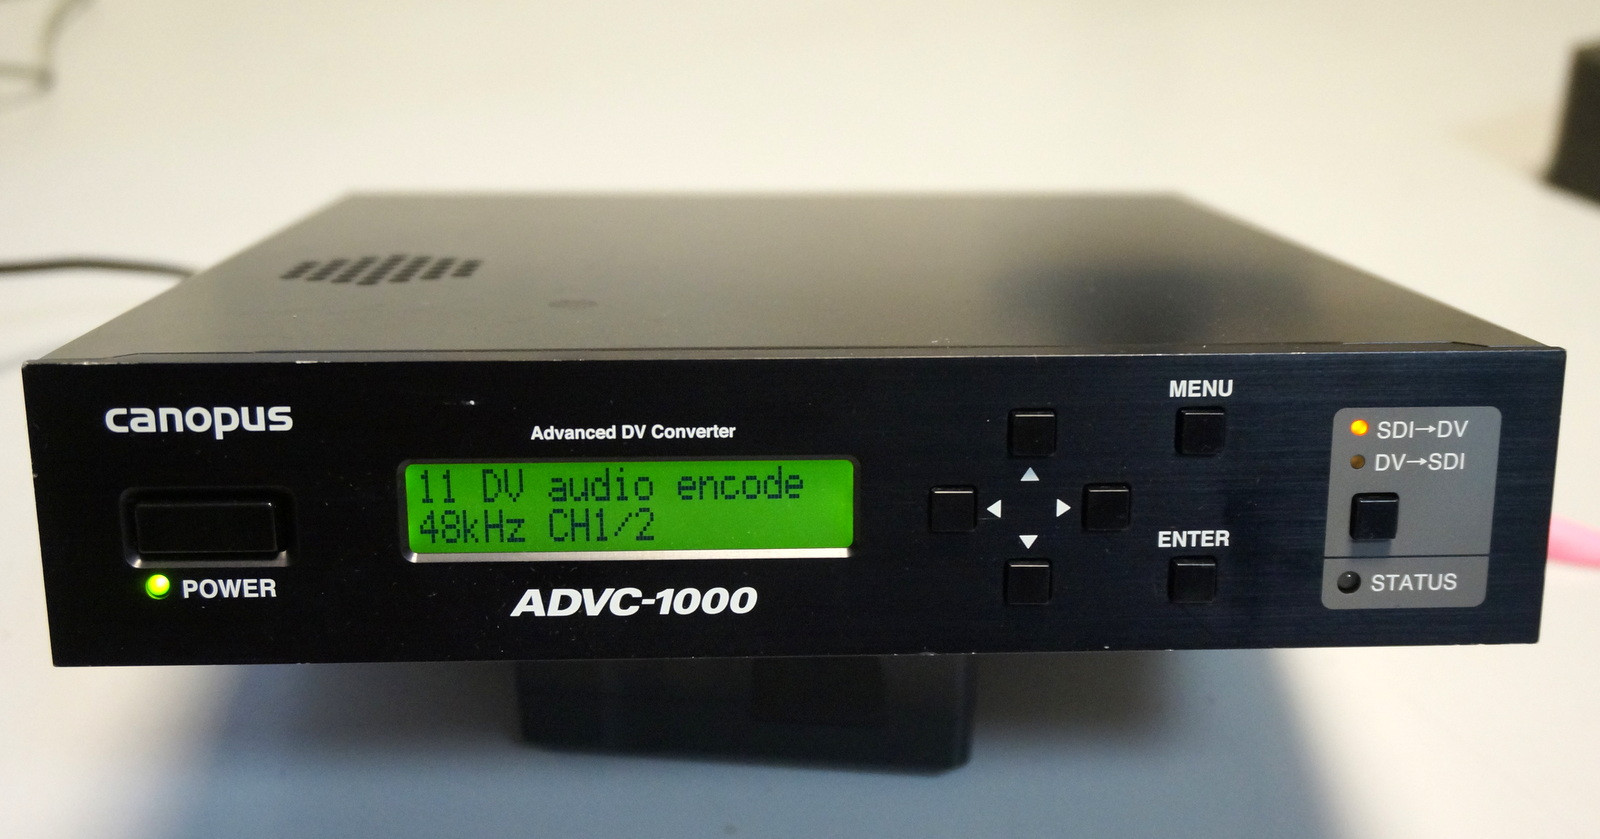 canopus
POWER
Advanced DV Converter
11 DV audio encode
48kHz CH1/2
ADVC-1000
MENU
ENTER
SDI→DV
DV→SDI
STATUS